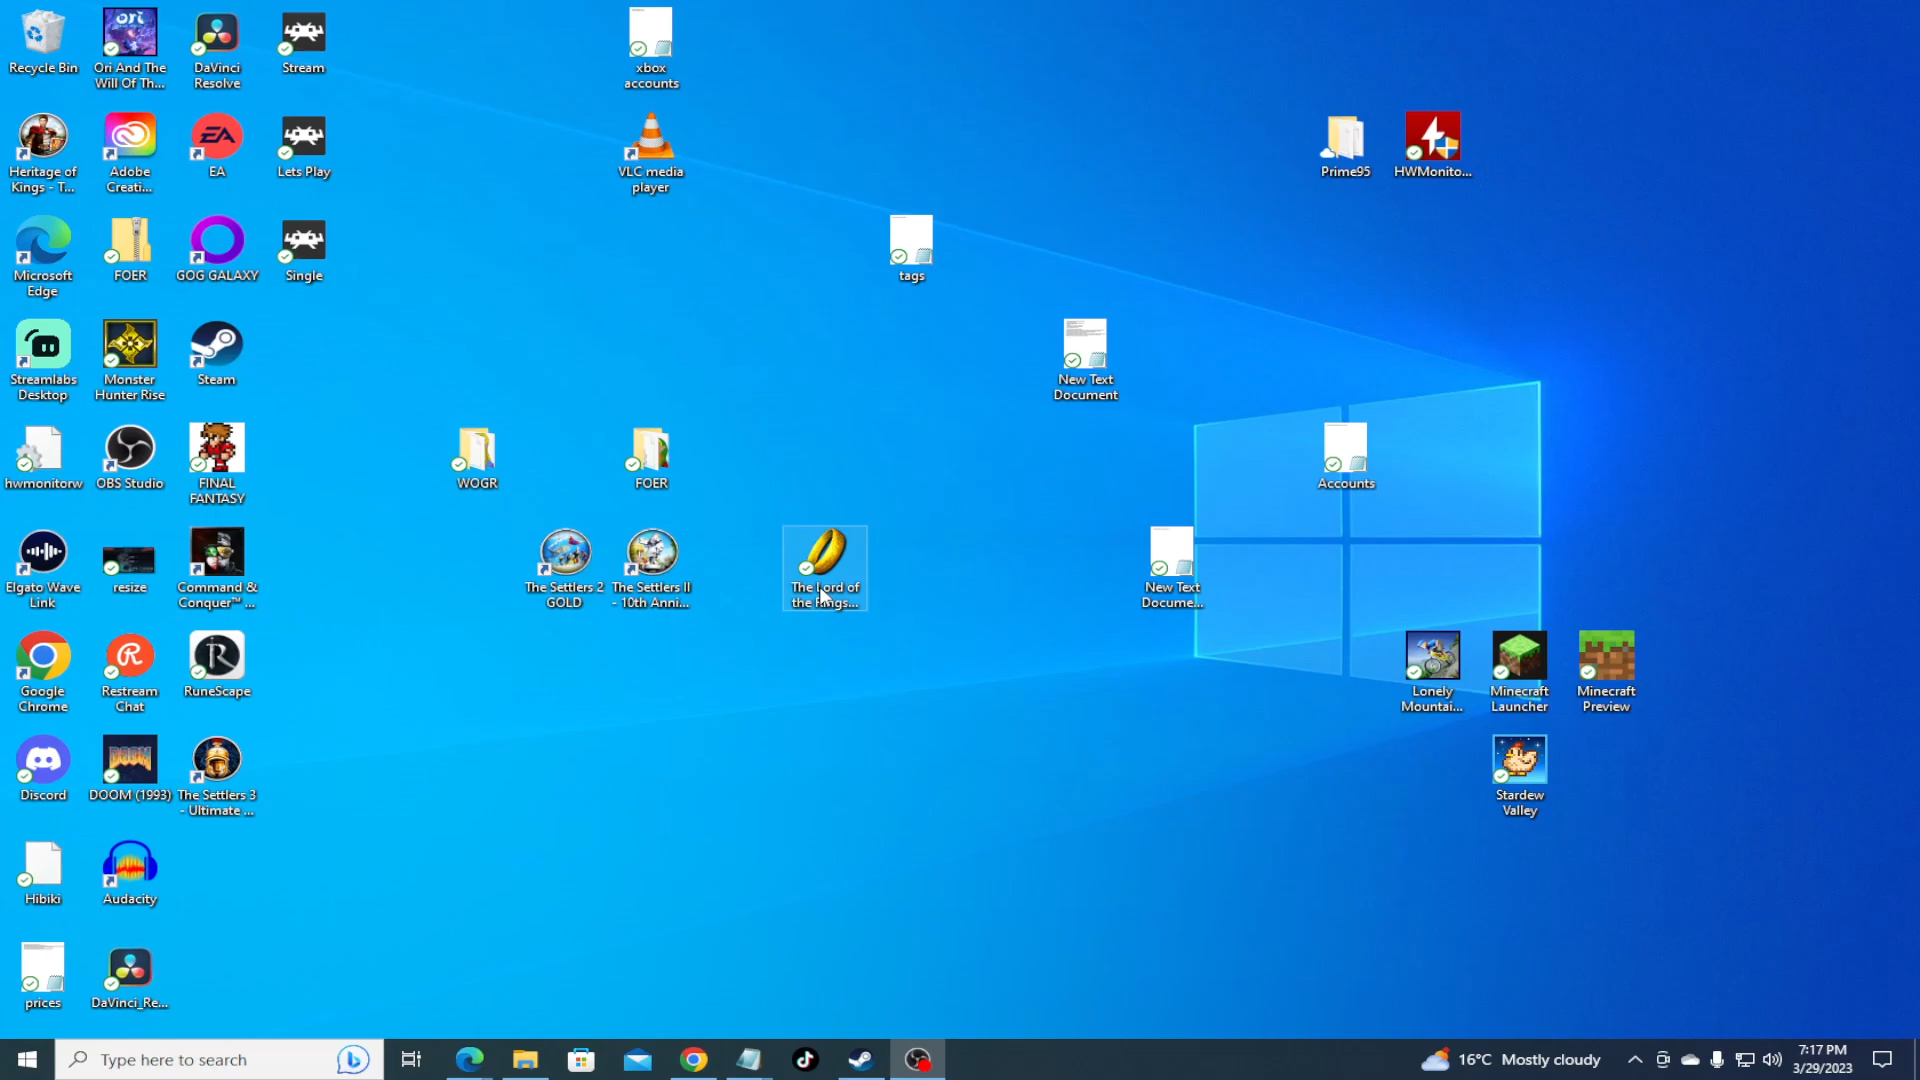 Recycle Bin
Ori And The
Will Of Th...
DaVinci
Resolve
Stream
xbox
accounts
Heritage of
Kings - T...
Adobe
Creati...
EA
EA
Lets Play
VLC media
player
Prime95
HWMonito...
Microsoft
Edge
FOER
GOG GALAXY
Single
tags
Streamlabs
Desktop
Monster
Hunter Rise
Steam
New Text
Document
hwmonitorw
OBS Studio
FINAL
FANTASY
WOGR
FOER
Accounts
Elgato Wave
Link
resize
Command &
Conquer™ ...
The Settlers 2
GOLD
The Settlers II
- 10th Anni...
The Lord of
the Rings...
New Text
Docume...
Google
Chrome
Restream
Chat
RuneScape
Lonely
Mountai...
Minecraft
Launcher
Minecraft
Preview
Discord
DOOM
DOOM (1993)
The Settlers 3
- Ultimate ...
Stardew
Valley
Hibiki
Audacity
prices
DaVinci_Re...
Type here to search
16°C Mostly cloudy
7:17 PM
3/29/2023